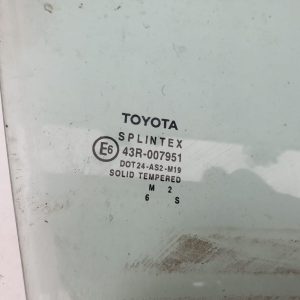 TOYOTA
SPLINTEX
E6 43R-007951
DOT24-AS2-M19
SOLID TEMPERED
M 2
6 S